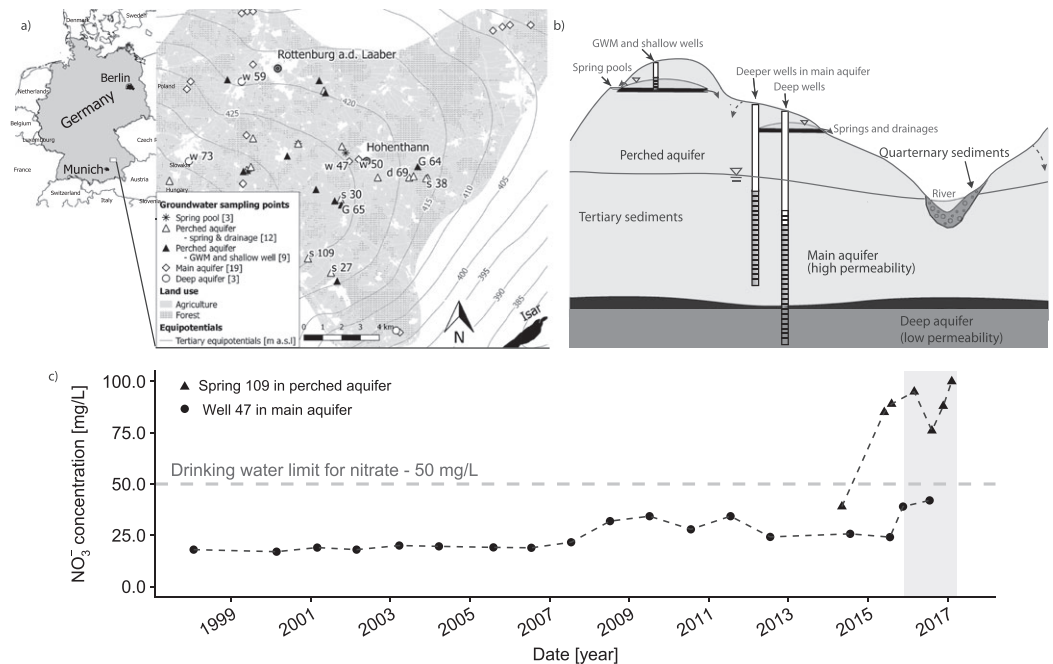 a)
Denmark
Sweden
Netherlands
Berlin
Poland
Germany
Belgium
Luxembourg
Czech R
France
Slovakia
Munich
Austria
Switzerland
Hungary
Italy
Slovenia
Rottenburg a.d. Laaber
w 59
420
425
w 73
Hohenthann
w 47
w 50
G 64
d 69
s 38
s 30
G 65
415
410
405
s 109
s 27
400
395
390
385
Groundwater sampling points
Spring pool [3]
Perched aquifer
- spring & drainage [12]
Perched aquifer
- GWM and shallow well [9]
Main aquifer [19]
Deep aquifer [3]
Land use
Agriculture
Forest
Equipotentials
Tertiary equipotentials [m a.s.l]
0 1 2 3 4 km
N
Isar
b)
GWM and shallow wells
Spring pools
Deeper wells in main aquifer
Deep wells
Springs and drainages
Perched aquifer
Quarternary sediments
River
Tertiary sediments
Main aquifer
(high permeability)
Deep aquifer
(low permeability)
c)
NO₃⁻ concentration [mg/L]
100.0
75.0
50.0
25.0
0.0
Spring 109 in perched aquifer
Well 47 in main aquifer
Drinking water limit for nitrate - 50 mg/L
1999 2001 2003 2005 2007 2009 2011 2013 2015 2017
Date [year]